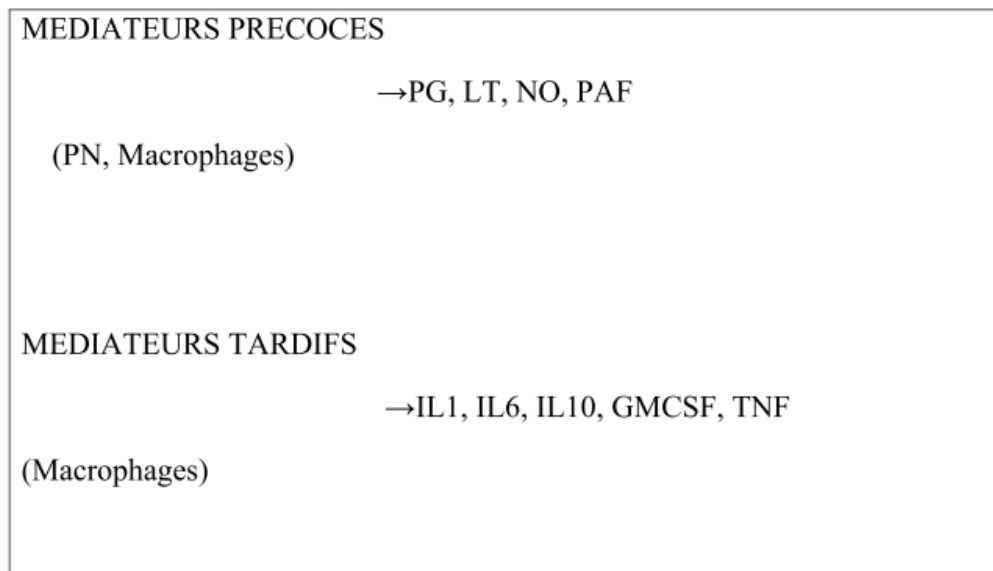 MEDIATEURS PRECOCES
→PG, LT, NO, PAF
(PN, Macrophages)
MEDIATEURS TARDIFS
→IL1, IL6, IL10, GMCSF, TNF
(Macrophages)